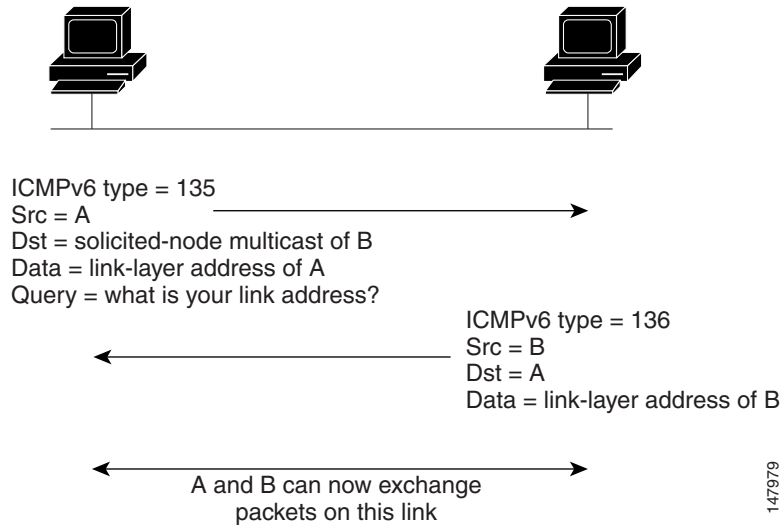 ICMPv6 type = 135
Src = A
Dst = solicited-node multicast of B
Data = link-layer address of A
Query = what is your link address?
ICMPv6 type = 136
Src = B
Dst = A
Data = link-layer address of B
A and B can now exchange
packets on this link
147979